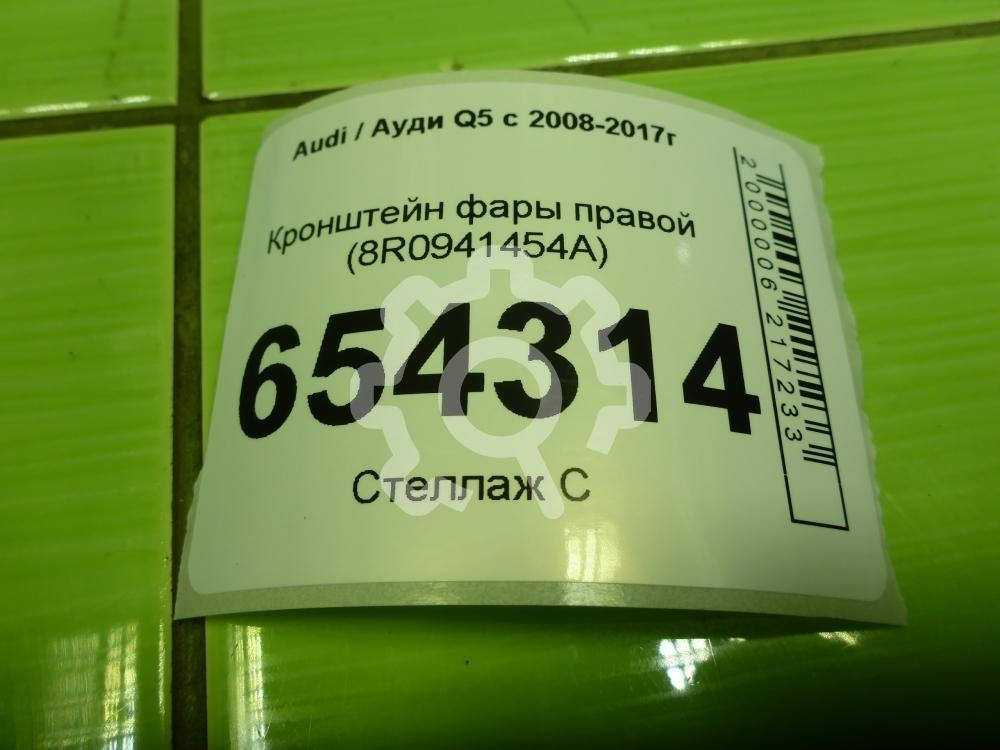 Audi / Ауди Q5 с 2008-2017г
Кронштейн фары правой
(8R0941454A)
654314
Стеллаж С
2000006217233